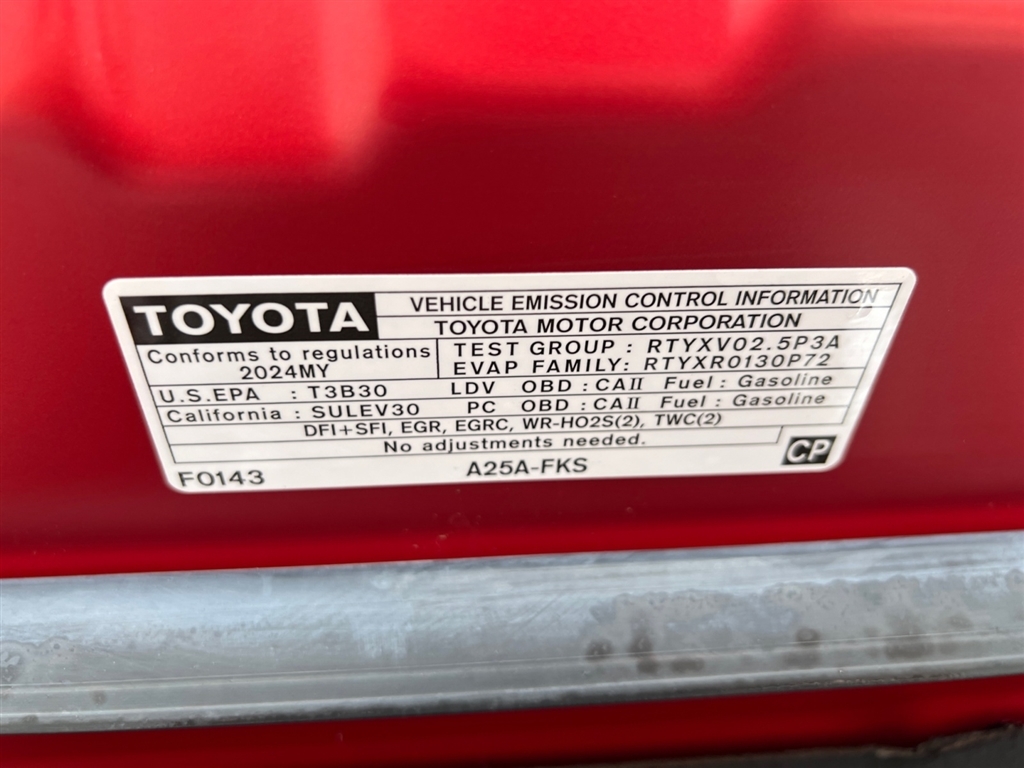 TOYOTA
VEHICLE EMISSION CONTROL INFORMATION
TOYOTA MOTOR CORPORATION
Conforms to regulations
2024MY
TEST GROUP : RTYXV02.5P3A
EVAP FAMILY: RTYXR0130P72
U.S.EPA : T3B30 LDV OBD : CAII Fuel : Gasoline
California : SULEV30 PC OBD : CAII Fuel : Gasoline
DFI+SFI, EGR, EGRC, WR-HO2S(2), TWC(2)
No adjustments needed.
CP
F0143 A25A-FKS